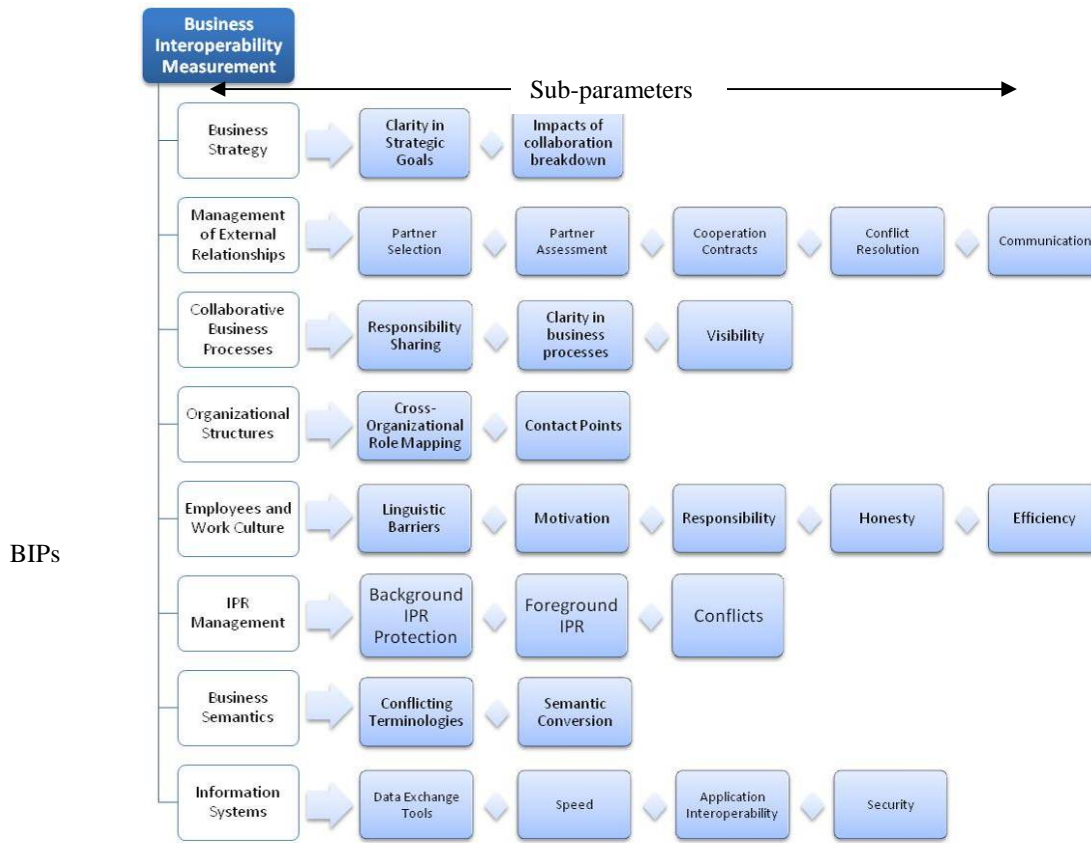 Business
Interoperability
Measurement
Sub-parameters
Business
Strategy
Clarity in
Strategic
Goals
Impacts of
collaboration
breakdown
Management
of External
Relationships
Partner
Selection
Partner
Assessment
Cooperation
Contracts
Conflict
Resolution
Communication
Collaborative
Business
Processes
Responsibility
Sharing
Clarity in
business
processes
Visibility
Organizational
Structures
Cross-
Organizational
Role Mapping
Contact Points
Employees and
Work Culture
Linguistic
Barriers
Motivation
Responsibility
Honesty
Efficiency
BIPs
IPR
Management
Background
IPR
Protection
Foreground
IPR
Conflicts
Business
Semantics
Conflicting
Terminologies
Semantic
Conversion
Information
Systems
Data Exchange
Tools
Speed
Application
Interoperability
Security